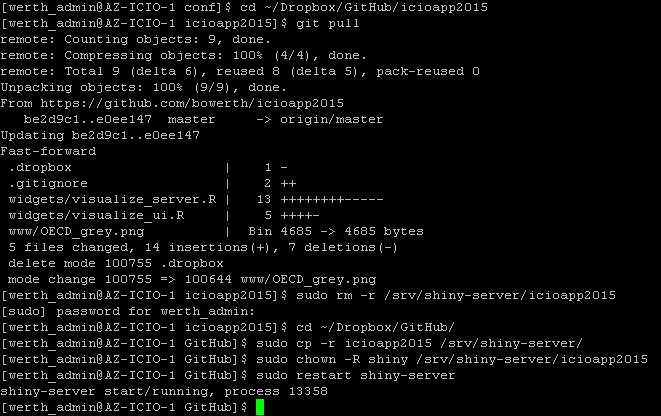 [werth_admin@AZ-ICIO-1 conf]$ cd ~/Dropbox/GitHub/icioapp2015
[werth_admin@AZ-ICIO-1 icioapp2015]$ git pull
remote: Counting objects: 9, done.
remote: Compressing objects: 100% (4/4), done.
remote: Total 9 (delta 6), reused 8 (delta 5), pack-reused 0
Unpacking objects: 100% (9/9), done.
From https://github.com/bowerth/icioapp2015
   be2d9c1..e0ee147  master     -> origin/master
Updating be2d9c1..e0ee147
Fast-forward
 .dropbox                   |    1 -
 .gitignore                 |    2 ++
 widgets/visualize_server.R |   13 ++++++++-----
 widgets/visualize_ui.R     |    5 ++++-
 www/OECD_grey.png          |  Bin 4685 -> 4685 bytes
 5 files changed, 14 insertions(+), 7 deletions(-)
 delete mode 100755 .dropbox
 mode change 100755 => 100644 www/OECD_grey.png
[werth_admin@AZ-ICIO-1 icioapp2015]$ sudo rm -r /srv/shiny-server/icioapp2015
[sudo] password for werth_admin:
[werth_admin@AZ-ICIO-1 icioapp2015]$ cd ~/Dropbox/GitHub/
[werth_admin@AZ-ICIO-1 GitHub]$ sudo cp -r icioapp2015 /srv/shiny-server/
[werth_admin@AZ-ICIO-1 GitHub]$ sudo chown -R shiny /srv/shiny-server/icioapp2015
[werth_admin@AZ-ICIO-1 GitHub]$ sudo restart shiny-server
shiny-server start/running, process 13358
[werth_admin@AZ-ICIO-1 GitHub]$